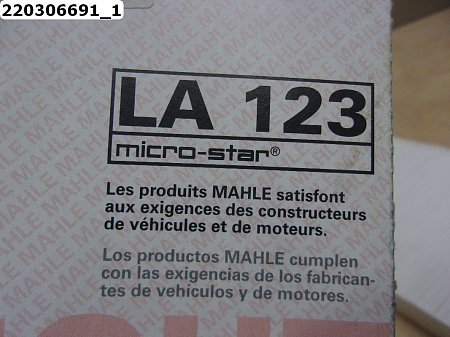 220306691_1
LA 123
micro-star®
Les produits MAHLE satisfont
aux exigences des constructeurs
de véhicules et de moteurs.
Los productos MAHLE cumplen
con las exigencias de los fabrican-
tes de vehículos y de motores.